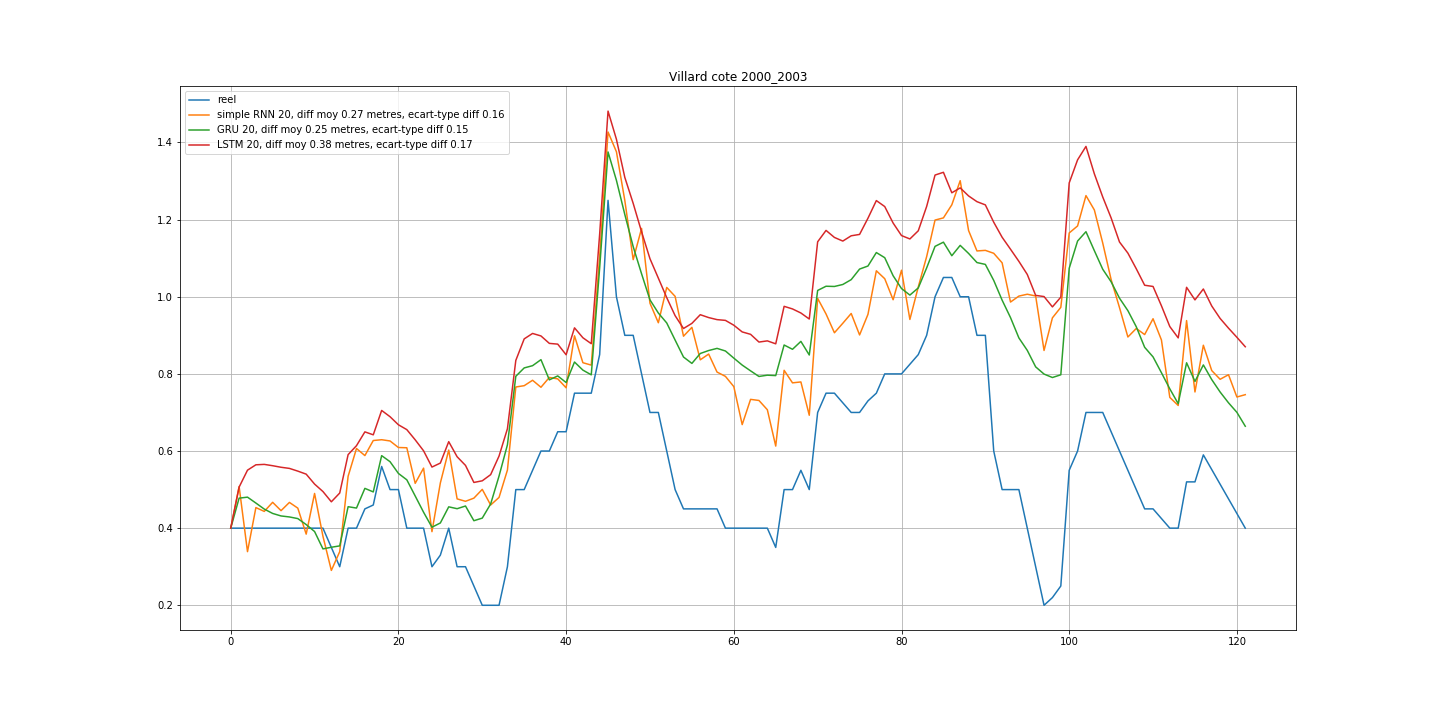 Villard cote 2000_2003
reel
simple RNN 20, diff moy 0.27 metres, ecart-type diff 0.16
GRU 20, diff moy 0.25 metres, ecart-type diff 0.15
LSTM 20, diff moy 0.38 metres, ecart-type diff 0.17
1.4
1.2
1.0
0.8
0.6
0.4
0.2
0 20 40 60 80 100 120